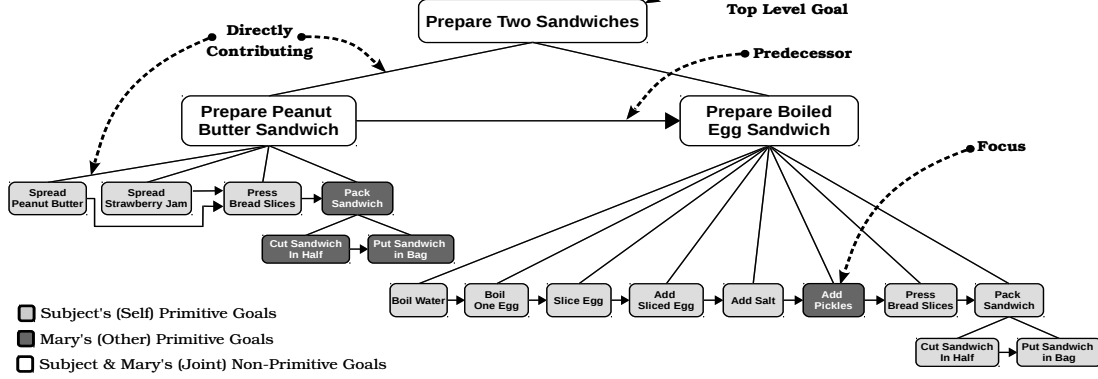 Prepare Two Sandwiches
Top Level Goal
Directly
Contributing
Predecessor
Prepare Peanut
Butter Sandwich
Prepare Boiled
Egg Sandwich
Focus
Spread
Peanut Butter
Spread
Strawberry Jam
Press
Bread Slices
Pack
Sandwich
Cut Sandwich
In Half
Put Sandwich
in Bag
Boil Water
Boil
One Egg
Slice Egg
Add
Sliced Egg
Add Salt
Add
Pickles
Press
Bread Slices
Pack
Sandwich
Cut Sandwich
In Half
Put Sandwich
in Bag
Subject's (Self) Primitive Goals
Mary's (Other) Primitive Goals
Subject & Mary's (Joint) Non-Primitive Goals